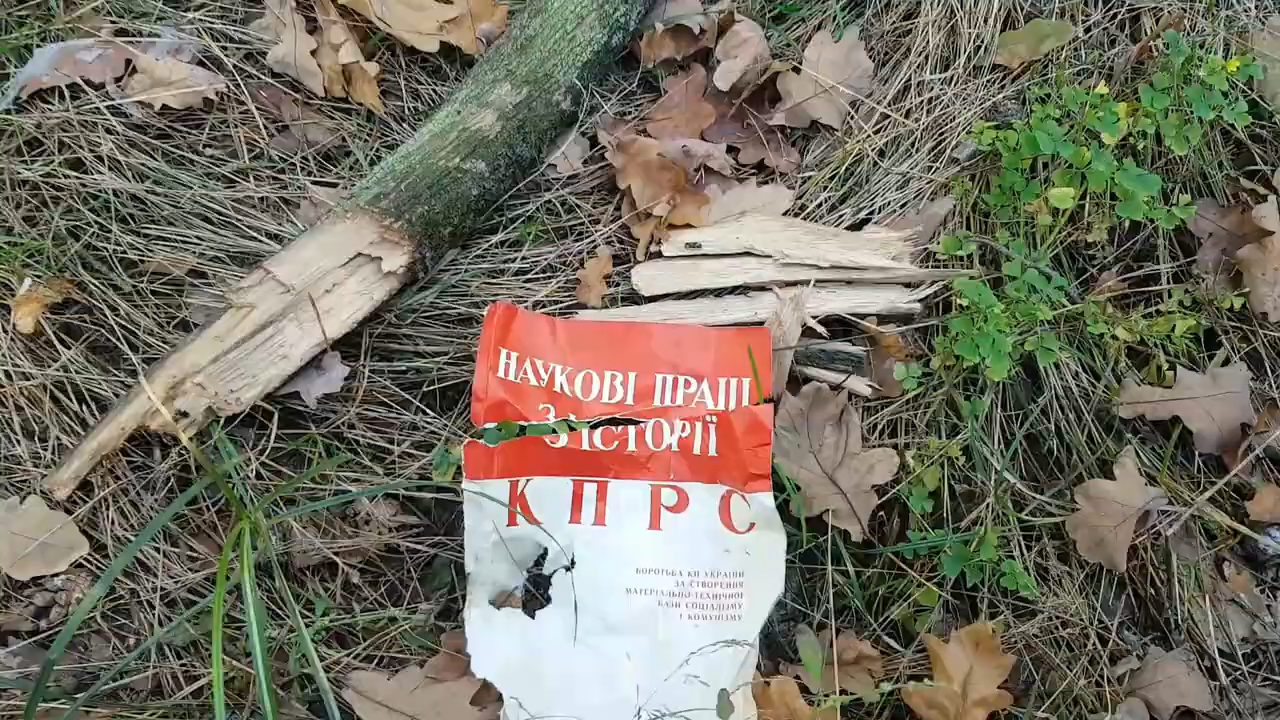 НАУКОВІ ПРАЦІ
З ІСТОРІЇ
КПРС
БОРОТЬБА КП УКРАЇНИ
ЗА СТВОРЕННЯ
МАТЕРІАЛЬНО-ТЕХНІЧНОЇ
БАЗИ СОЦІАЛІЗМУ
І КОМУНІЗМУ